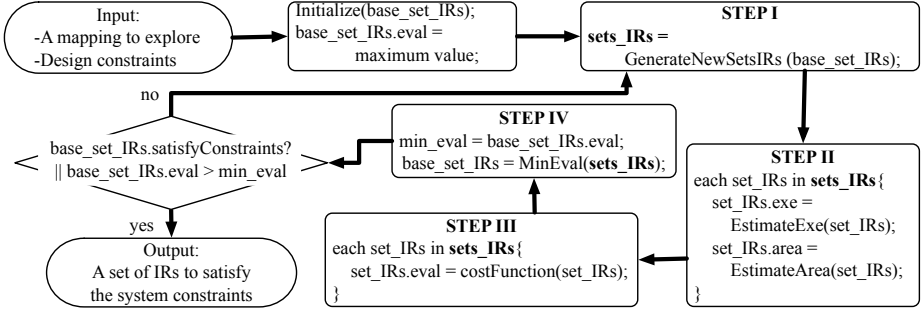 Input:
-A mapping to explore
-Design constraints
Initialize(base_set_IRs);
base_set_IRs.eval =
maximum value;
STEP I
sets_IRs =
GenerateNewSetsIRs (base_set_IRs);
STEP II
each set_IRs in sets_IRs{
set_IRs.exe =
EstimateExe(set_IRs);
set_IRs.area =
EstimateArea(set_IRs);
}
STEP III
each set_IRs in sets_IRs{
set_IRs.eval = costFunction(set_IRs);
}
STEP IV
min_eval = base_set_IRs.eval;
base_set_IRs = MinEval(sets_IRs);
no
base_set_IRs.satisfyConstraints?
|| base_set_IRs.eval > min_eval
yes
Output:
A set of IRs to satisfy
the system constraints